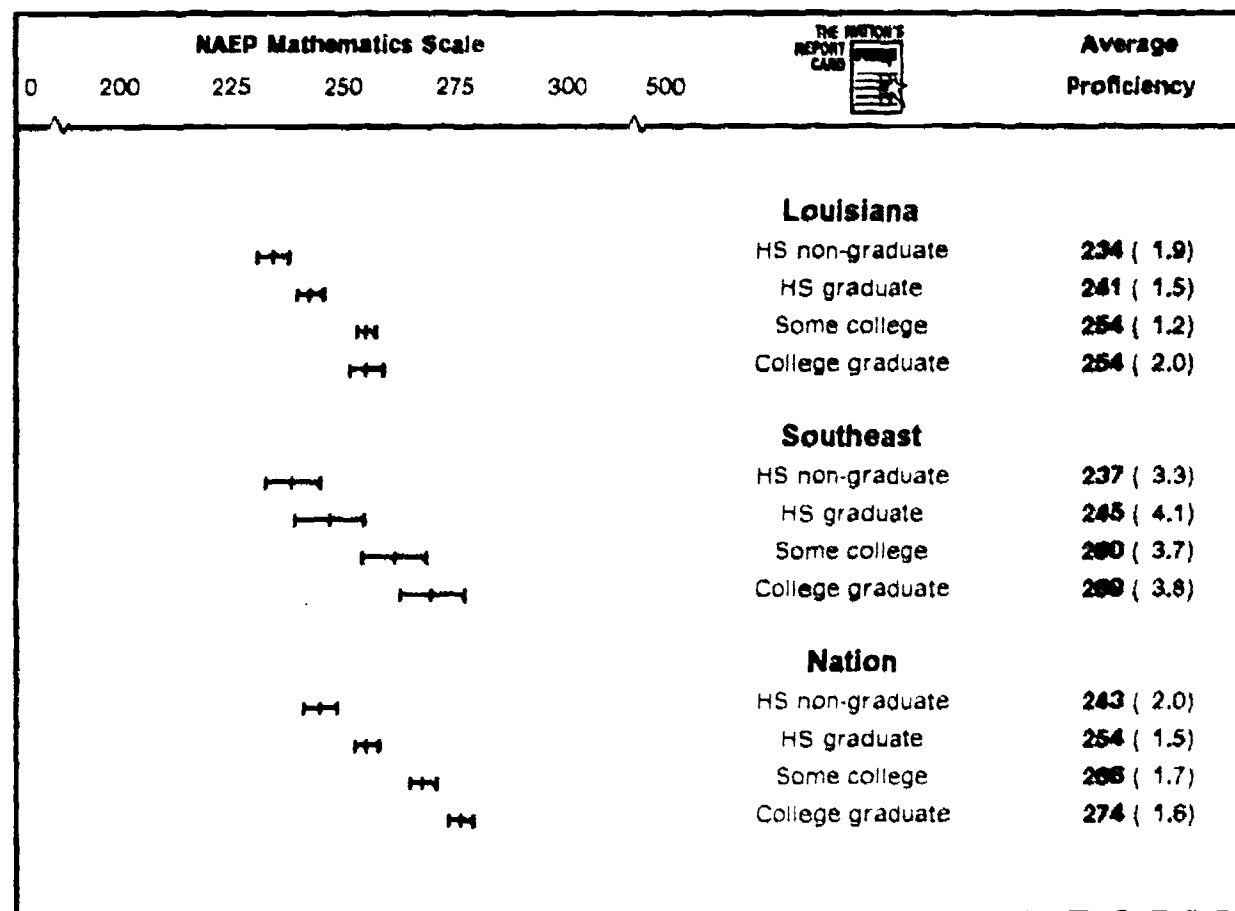 THE NATION'S
REPORT
CARD
NAEP Mathematics Scale
Average
0 200 225 250 275 300 500 Proficiency
Louisiana
HS non-graduate 234 ( 1.9)
HS graduate 241 ( 1.5)
Some college 254 ( 1.2)
College graduate 254 ( 2.0)
Southeast
HS non-graduate 237 ( 3.3)
HS graduate 245 ( 4.1)
Some college 260 ( 3.7)
College graduate 269 ( 3.8)
Nation
HS non-graduate 243 ( 2.0)
HS graduate 254 ( 1.5)
Some college 266 ( 1.7)
College graduate 274 ( 1.6)